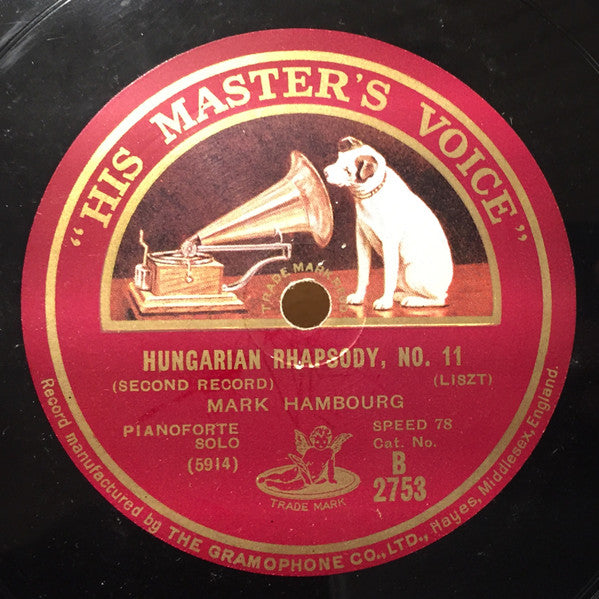 "HIS MASTER'S VOICE"
TRADE MARK
HUNGARIAN RHAPSODY, NO. 11
(SECOND RECORD) (LISZT)
MARK HAMBOURG
PIANOFORTE SOLO
SPEED 78
Cat. No.
(5914)
B
2753
TRADE MARK
Record manufactured by THE GRAMOPHONE CO., LTD., Hayes, Middlesex, England.